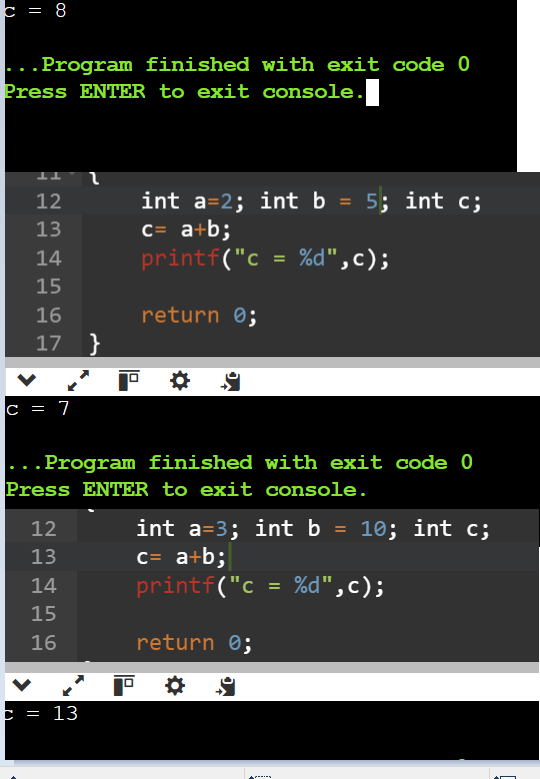 c = 8
...Program finished with exit code 0
Press ENTER to exit console.
11 {
12 int a=2; int b = 5; int c;
13 c= a+b;
14 printf("c = %d",c);
15
16 return 0;
17 }
c = 7
...Program finished with exit code 0
Press ENTER to exit console.
12 int a=3; int b = 10; int c;
13 c= a+b;
14 printf("c = %d",c);
15
16 return 0;
c = 13